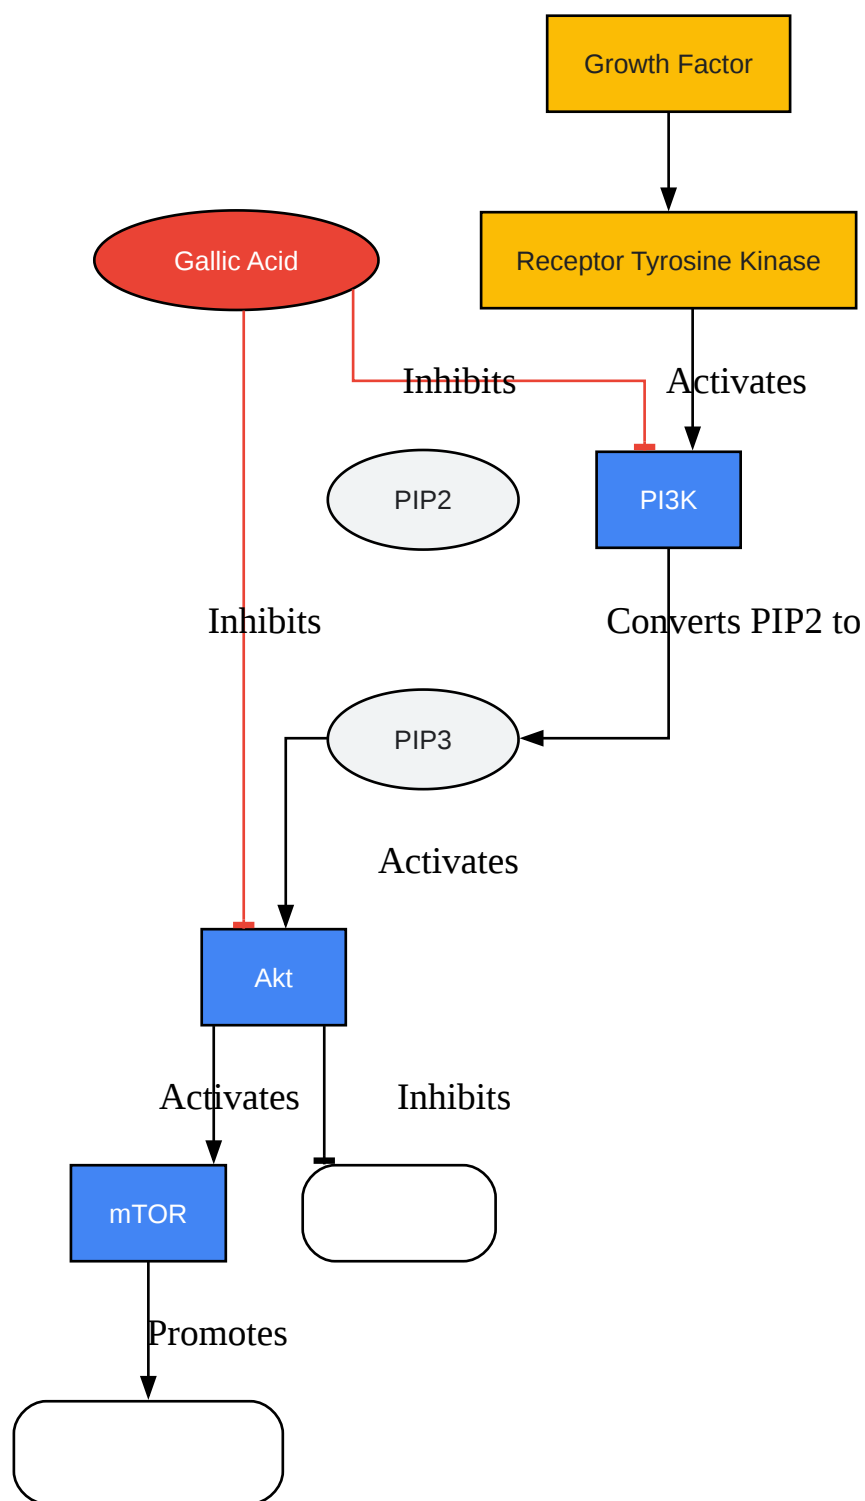 Growth Factor
Gallic Acid
Receptor Tyrosine Kinase
Inhibits
Activates
PIP2
PI3K
Inhibits
Converts PIP2 to
PIP3
Activates
Akt
Activates
Inhibits
mTOR
Promotes